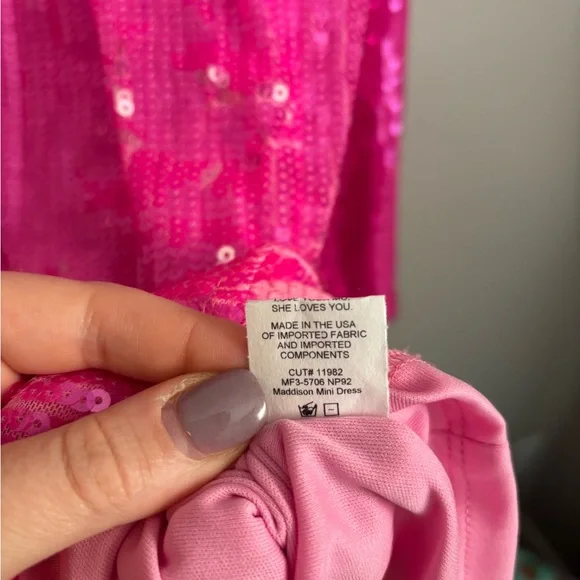 SHE LOVES YOU.
MADE IN THE USA
OF IMPORTED FABRIC
AND IMPORTED
COMPONENTS
CUT# 11982
MF3-5706 NP92
Maddison Mini Dress